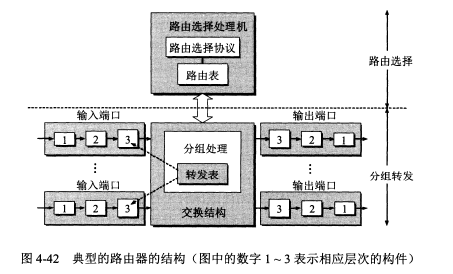 路由选择处理机
路由选择协议
路由表
路由选择
输入端口
1 2 3
输入端口
1 2 3
分组处理
转发表
交换结构
输出端口
3 2 1
输出端口
3 2 1
分组转发
图 4-42 典型的路由器的结构（图中的数字 1~3 表示相应层次的构件）